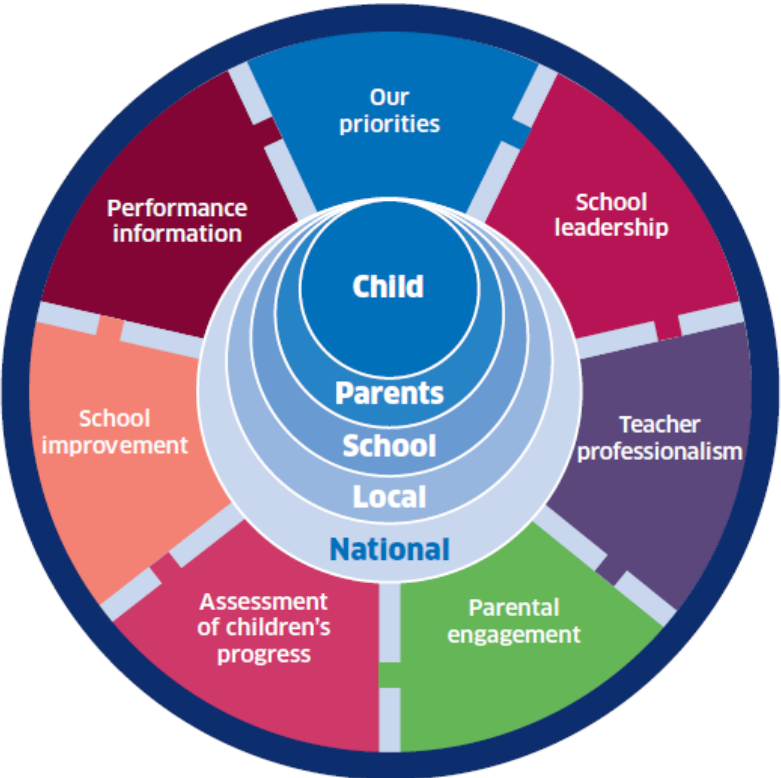 Our
priorities
School
leadership
Teacher
professionalism
Parental
engagement
Assessment
of children's
progress
School
improvement
Performance
information
Child
Parents
School
Local
National